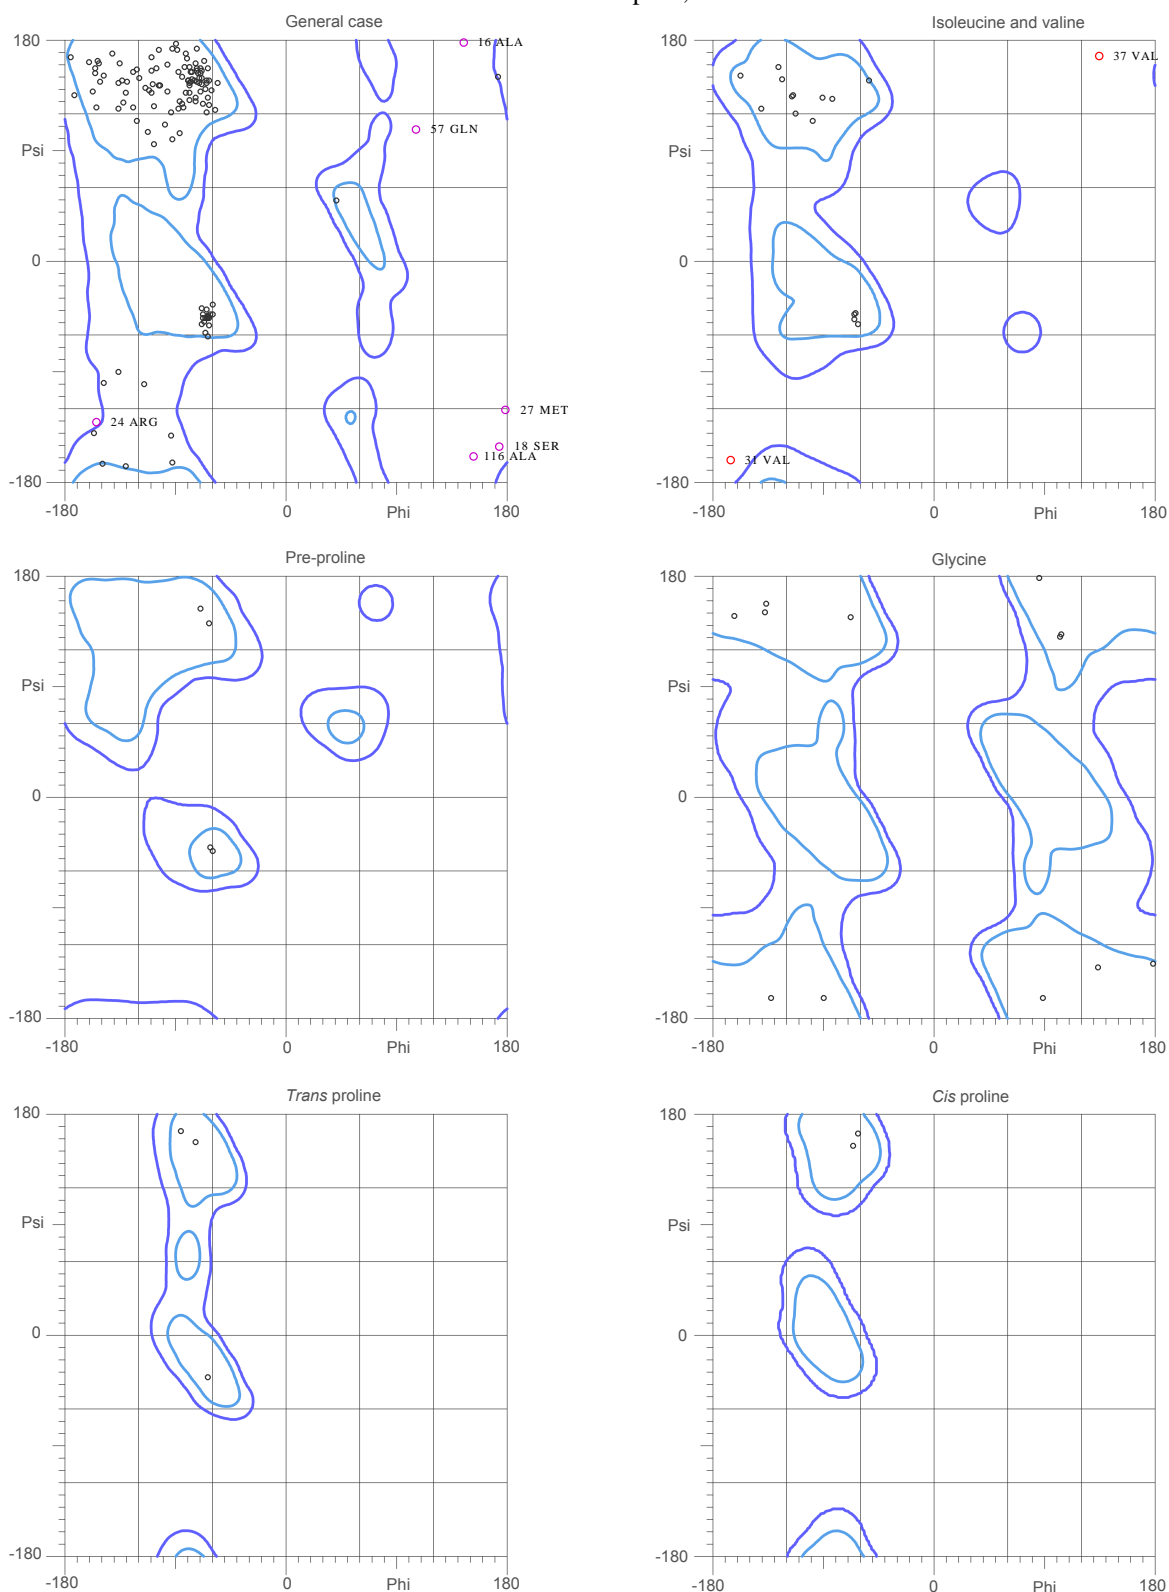 General case
Isoleucine and valine
180
16 ALA
57 GLN
Psi
0
24 ARG
27 MET
18 SER
116 ALA
-180
-180
0
Phi
180
180
37 VAL
Psi
0
31 VAL
-180
-180
0
Phi
180
Pre-proline
Glycine
180
Psi
0
-180
-180
0
Phi
180
180
Psi
0
-180
-180
0
Phi
180
Trans proline
Cis proline
180
Psi
0
-180
-180
0
Phi
180
180
Psi
0
-180
-180
0
Phi
180